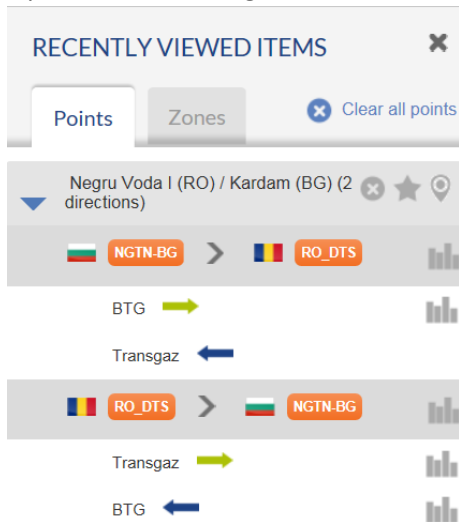 RECENTLY VIEWED ITEMS
Points
Zones
Clear all points
Negru Voda I (RO) / Kardam (BG) (2
directions)
NGTN-BG
RO_DTS
BTG
Transgaz
RO_DTS
NGTN-BG
Transgaz
BTG